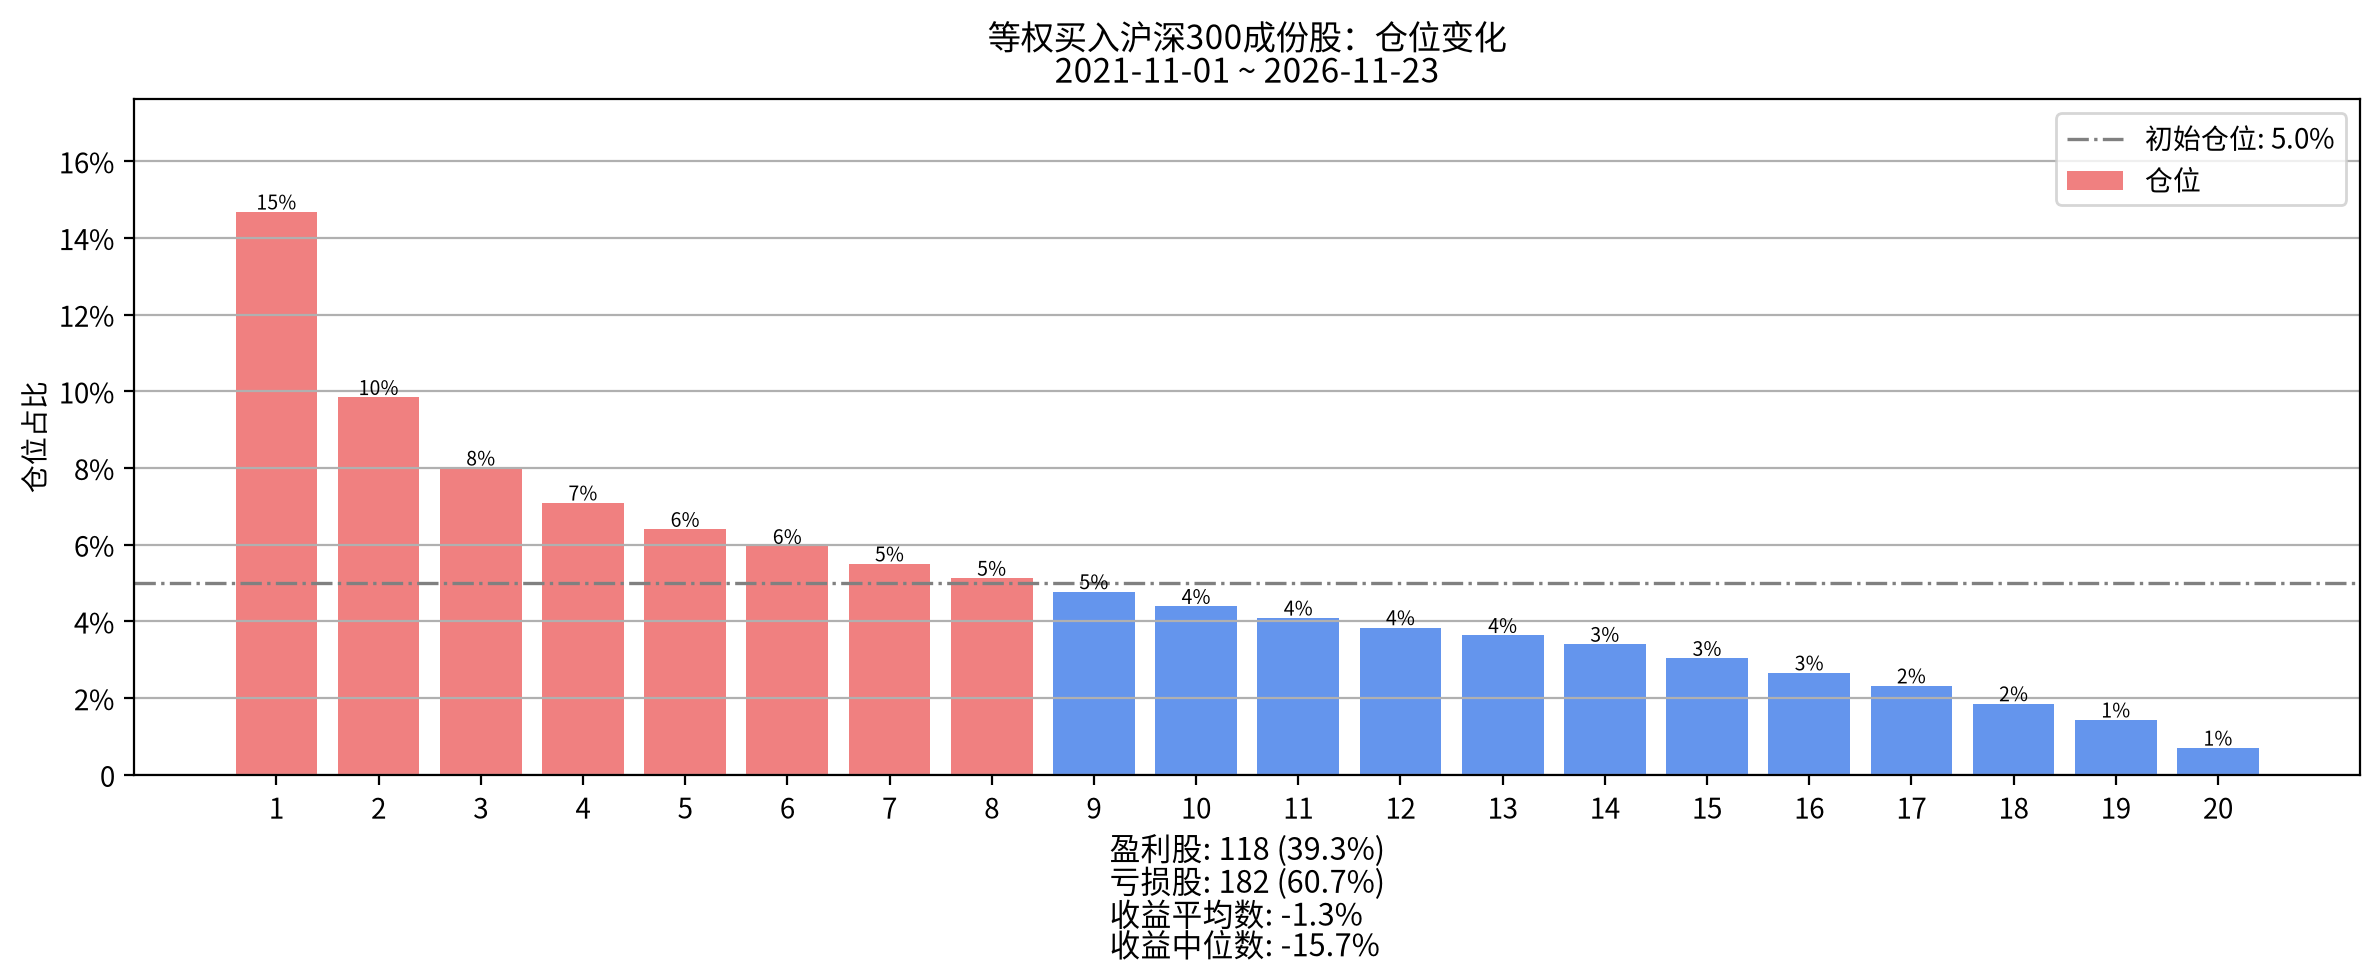 等权买入沪深300成份股：仓位变化
2021-11-01 ~ 2026-11-23
初始仓位: 5.0%
仓位
仓位占比
16%
14%
12%
10%
8%
6%
4%
2%
0
15%
10%
8%
7%
6%
6%
5%
5%
5%
4%
4%
4%
4%
3%
3%
3%
2%
2%
1%
1%
1 2 3 4 5 6 7 8 9 10 11 12 13 14 15 16 17 18 19 20
盈利股: 118 (39.3%)
亏损股: 182 (60.7%)
收益平均数: -1.3%
收益中位数: -15.7%